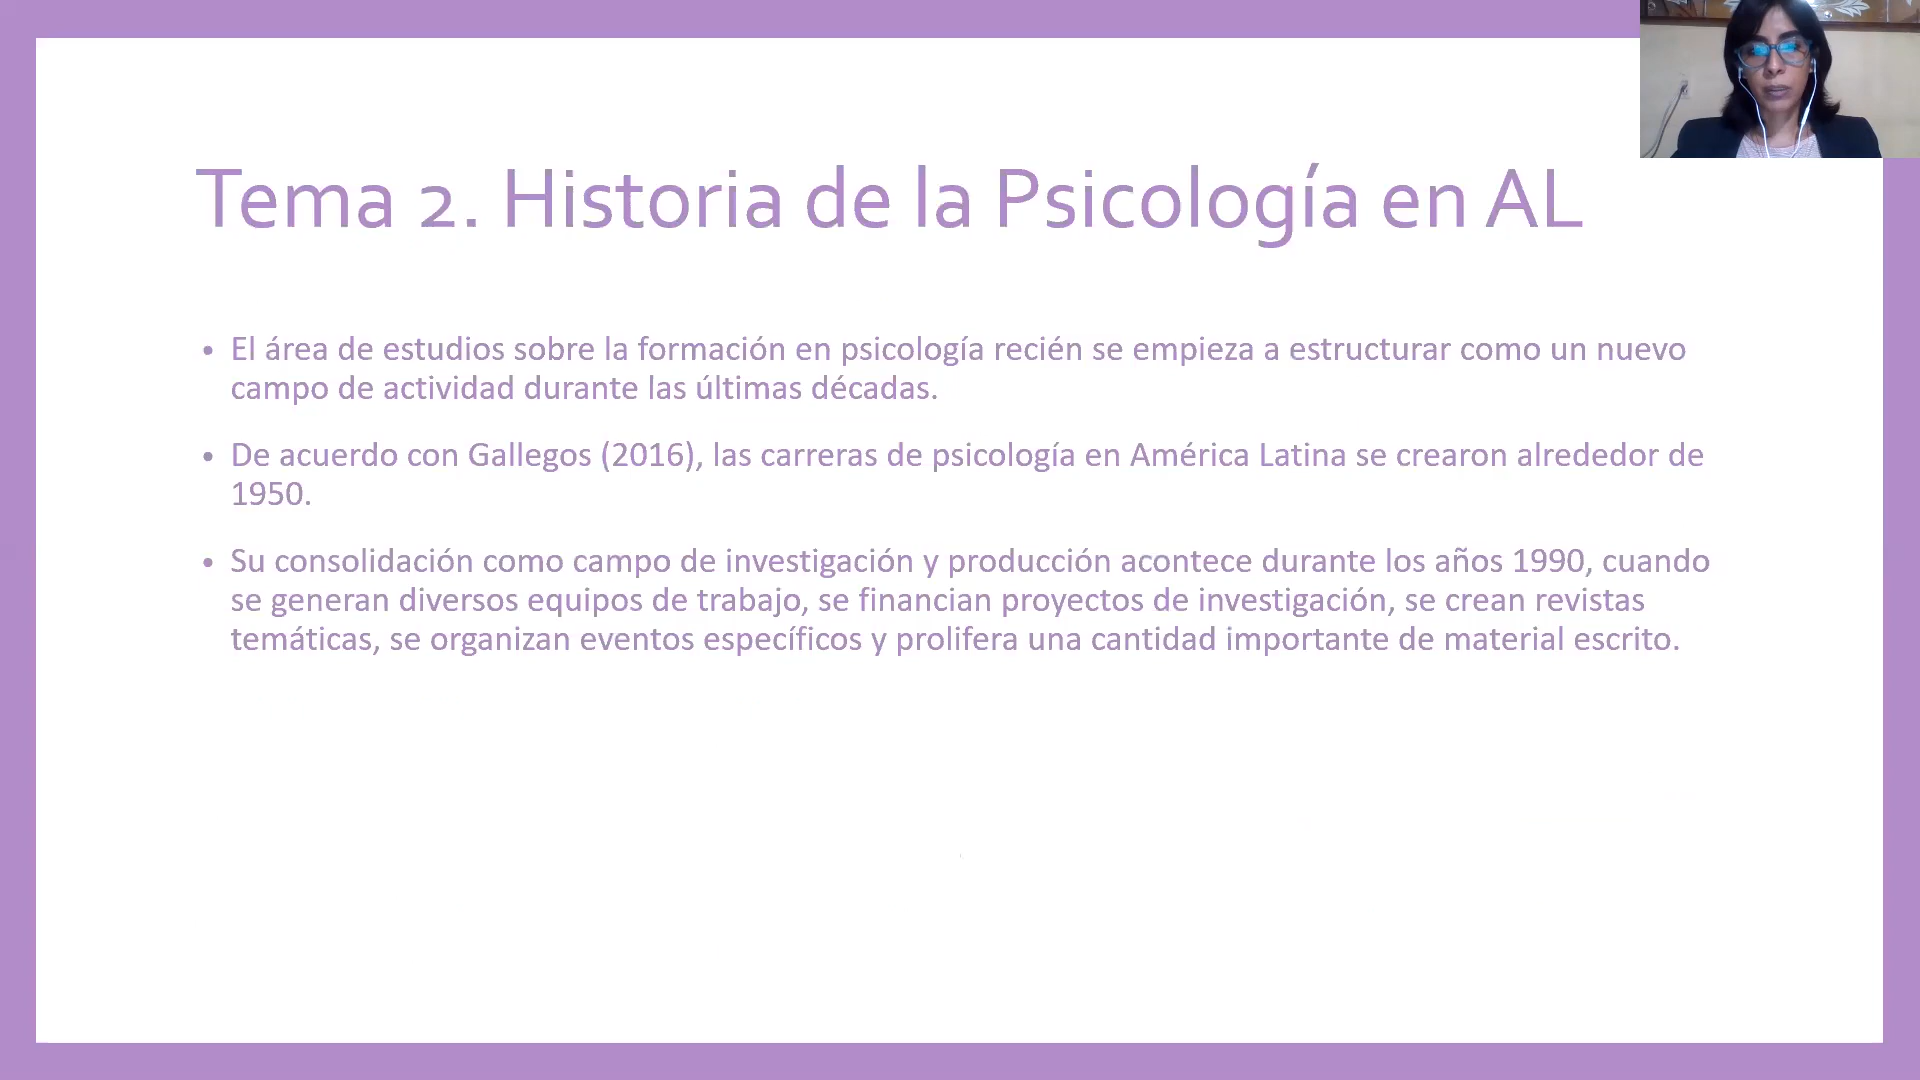 Tema 2. Historia de la Psicología en AL
• El área de estudios sobre la formación en psicología recién se empieza a estructurar como un nuevo
campo de actividad durante las últimas décadas.
• De acuerdo con Gallegos (2016), las carreras de psicología en América Latina se crearon alrededor de
1950.
• Su consolidación como campo de investigación y producción acontece durante los años 1990, cuando
se generan diversos equipos de trabajo, se financian proyectos de investigación, se crean revistas
temáticas, se organizan eventos específicos y prolifera una cantidad importante de material escrito.